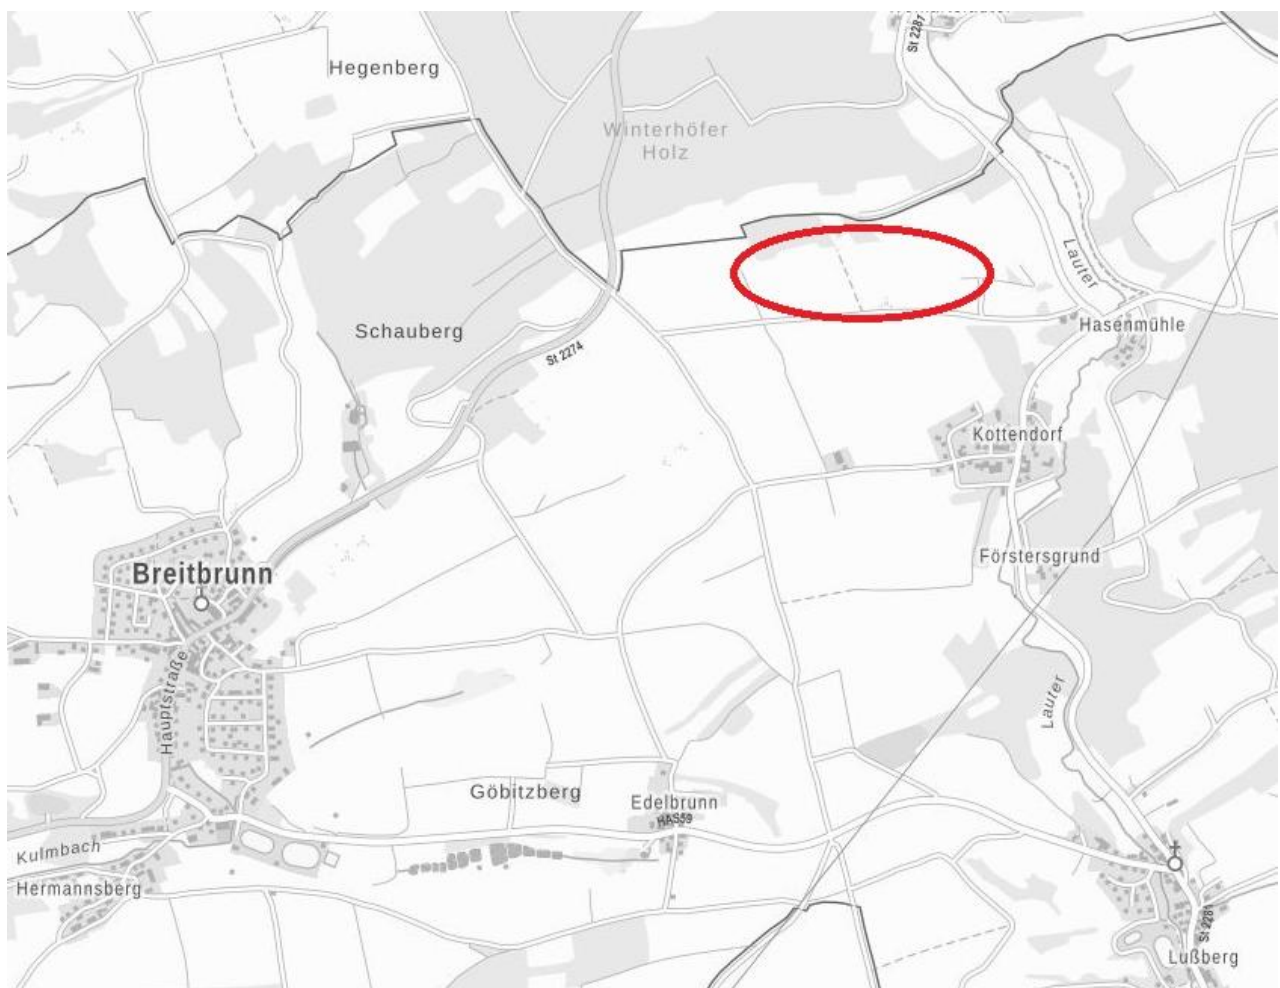 St 2281
Hegenberg
Winterhöfer
Holz
Lauter
Schauberg
St 2274
Hasenmühle
Kottendorf
Förstersgrund
Breitbrunn
Hauptstraße
Lauter
Göbitzberg
Edelbrunn
HAS59
Kulmbach
Hermannsberg
St 2281
Lußberg